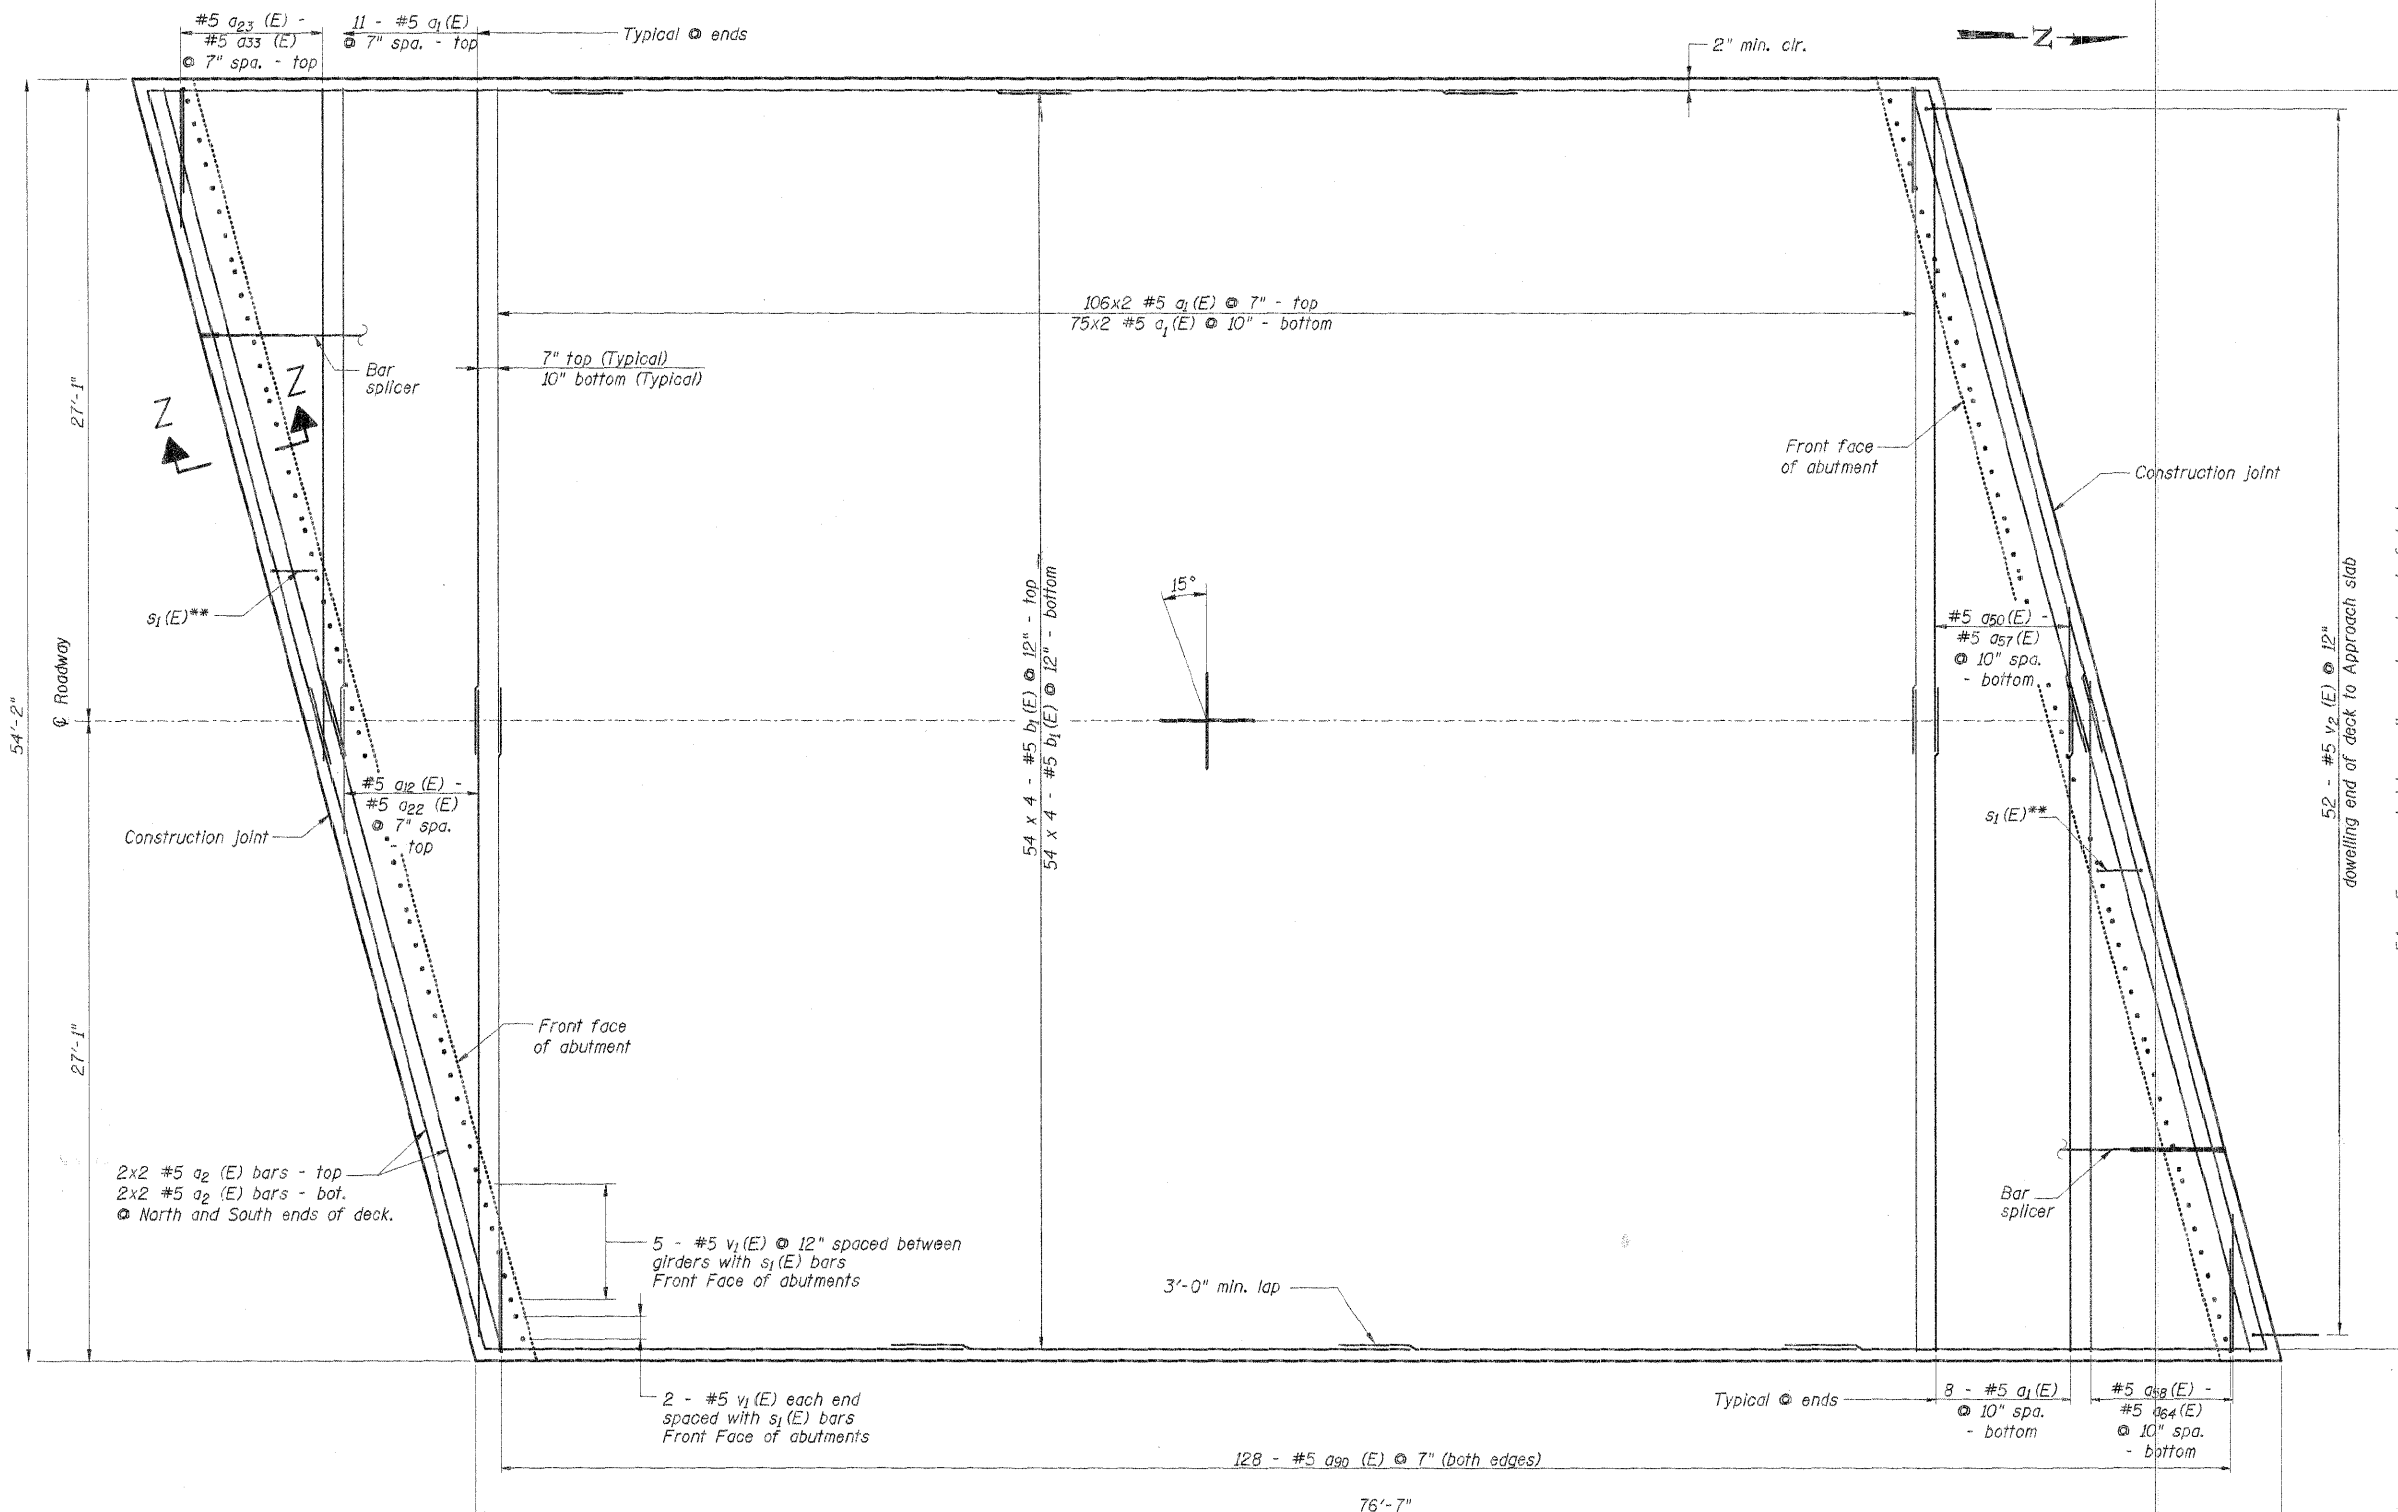 #5 a23 (E) -
#5 a33 (E)
@ 7" spa. - top
11 - #5 a1(E)
@ 7" spa. - top
Typical @ ends
2" min. clr.
N
106x2 #5 a1(E) @ 7" - top
75x2 #5 a1(E) @ 10" - bottom
7" top (Typical)
10" bottom (Typical)
Bar
splicer
27'-1"
Z
Z
Front face
of abutment
Construction joint
54'-2"
℄ Roadway
s1(E)**
15°
54 x 4 - #5 b1(E) @ 12" - top
54 x 4 - #5 b1(E) @ 12" - bottom
#5 a50(E) -
#5 a57(E)
@ 10" spa.
- bottom
52 - #5 v2 (E) @ 12"
dowelling end of deck to Approach slab
#5 a12 (E) -
#5 a22 (E)
@ 7" spa.
- top
Construction joint
s1(E)**
27'-1"
Front face
of abutment
2x2 #5 a2 (E) bars - top
2x2 #5 a2 (E) bars - bot.
@ North and South ends of deck.
Bar
splicer
5 - #5 v1(E) @ 12" spaced between
girders with s1(E) bars
Front Face of abutments
3'-0" min. lap
2 - #5 v1(E) each end
spaced with s1(E) bars
Front Face of abutments
Typical @ ends
8 - #5 a1(E)
@ 10" spa.
- bottom
#5 a58(E) -
#5 a64(E)
@ 10" spa.
- bottom
128 - #5 a90 (E) @ 7" (both edges)
76'-7"